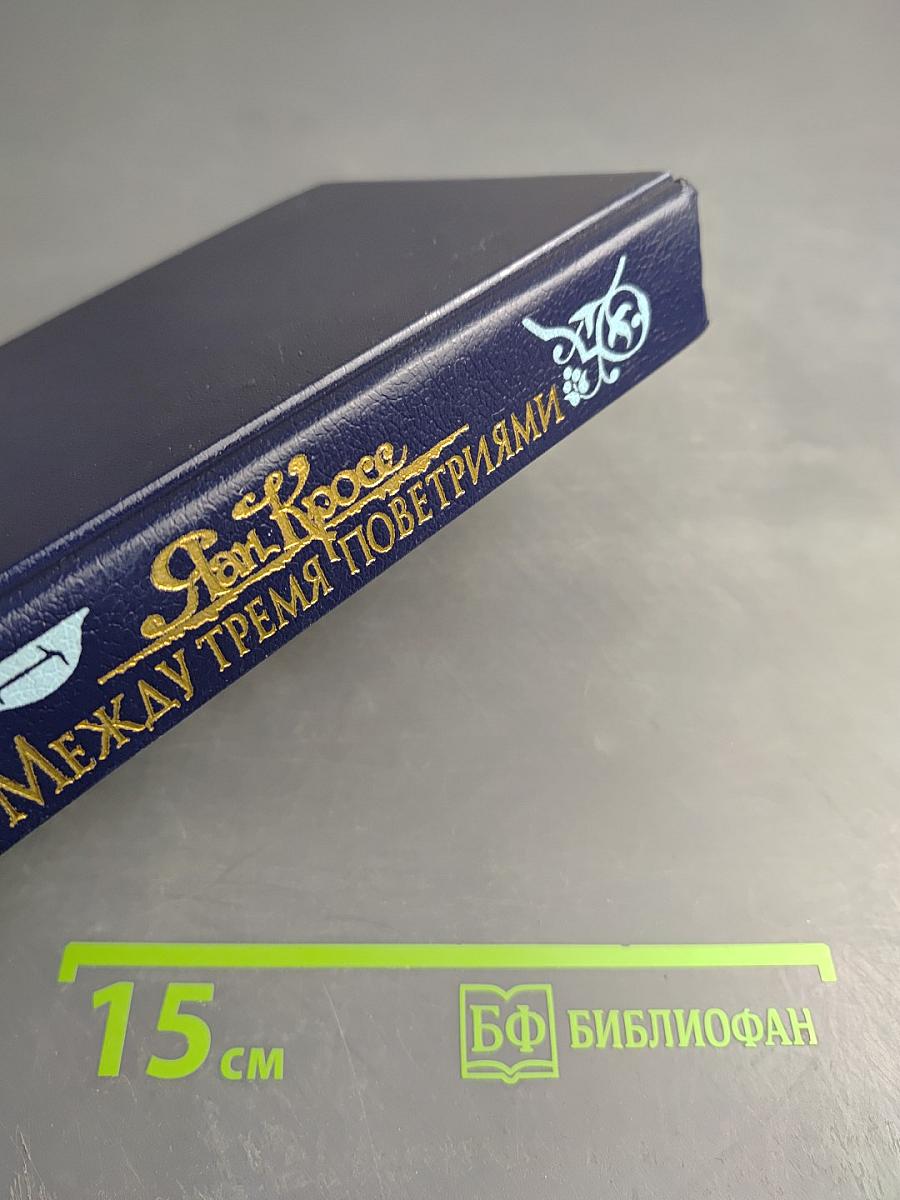 Яан Кросс
МЕЖДУ ТРЕМЯ ПОВЕТРИЯМИ
15 см
БФ БИБЛИОФАН